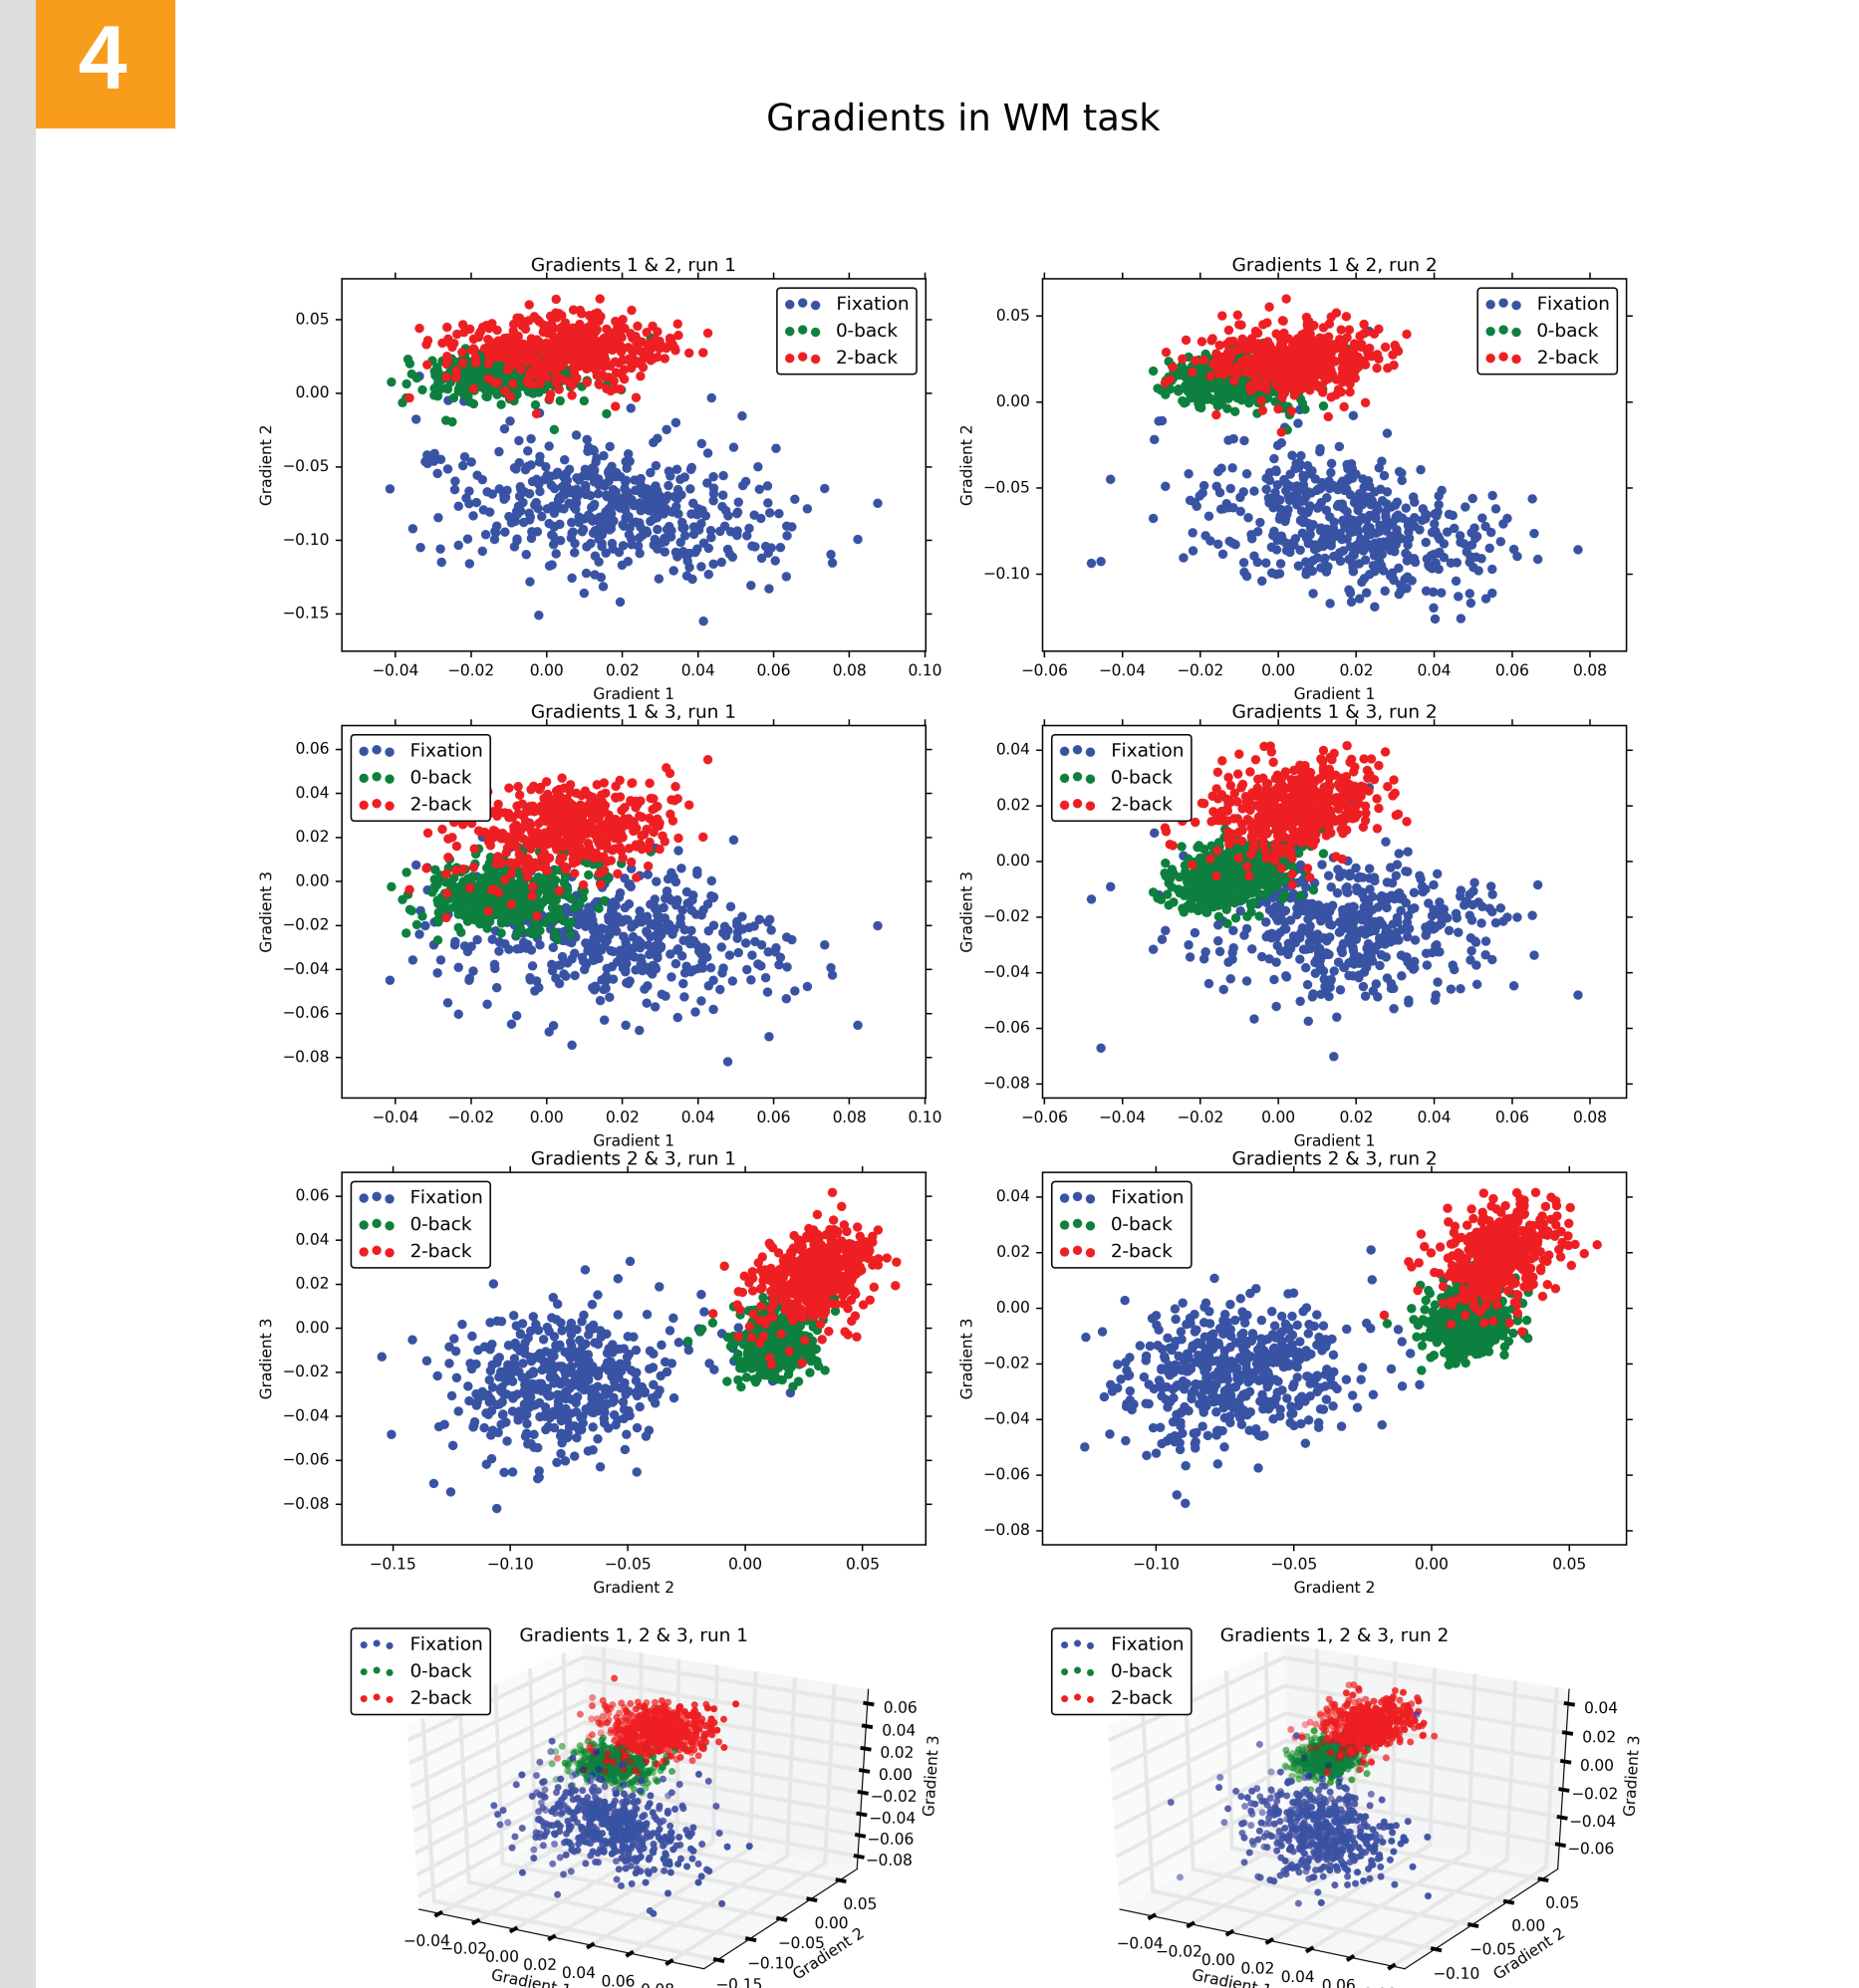 4
Gradients in WM task
Gradients 1 & 2, run 1
Fixation
0-back
2-back
0.05
0.00
−0.05
−0.10
−0.15
Gradient 2
−0.04 −0.02 0.00 0.02 0.04 0.06 0.08 0.10
Gradient 1
Gradients 1 & 2, run 2
Fixation
0-back
2-back
0.05
0.00
−0.05
−0.10
Gradient 2
−0.06 −0.04 −0.02 0.00 0.02 0.04 0.06 0.08
Gradient 1
Gradients 1 & 3, run 1
Fixation
0-back
2-back
0.06
0.04
0.02
0.00
−0.02
−0.04
−0.06
−0.08
Gradient 3
−0.04 −0.02 0.00 0.02 0.04 0.06 0.08 0.10
Gradient 1
Gradients 1 & 3, run 2
Fixation
0-back
2-back
0.04
0.02
0.00
−0.02
−0.04
−0.06
−0.08
Gradient 3
−0.06 −0.04 −0.02 0.00 0.02 0.04 0.06 0.08
Gradient 1
Gradients 2 & 3, run 1
Fixation
0-back
2-back
0.06
0.04
0.02
0.00
−0.02
−0.04
−0.06
−0.08
Gradient 3
−0.15 −0.10 −0.05 0.00 0.05
Gradient 2
Gradients 2 & 3, run 2
Fixation
0-back
2-back
0.04
0.02
0.00
−0.02
−0.04
−0.06
−0.08
Gradient 3
−0.10 −0.05 0.00 0.05
Gradient 2
Gradients 1, 2 & 3, run 1
Fixation
0-back
2-back
0.06
0.04
0.02
0.00
−0.02
−0.04
−0.06
−0.08
Gradient 3
0.05
0.00
−0.05
−0.10
−0.15
Gradient 2
−0.04 −0.02 0.00 0.02 0.04 0.06
Gradient
Gradients 1, 2 & 3, run 2
Fixation
0-back
2-back
0.04
0.02
0.00
−0.02
−0.04
−0.06
Gradient 3
0.05
0.00
−0.05
−0.10
Gradient 2
−0.04 −0.02 0.00 0.02 0.04 0.06
Gradient